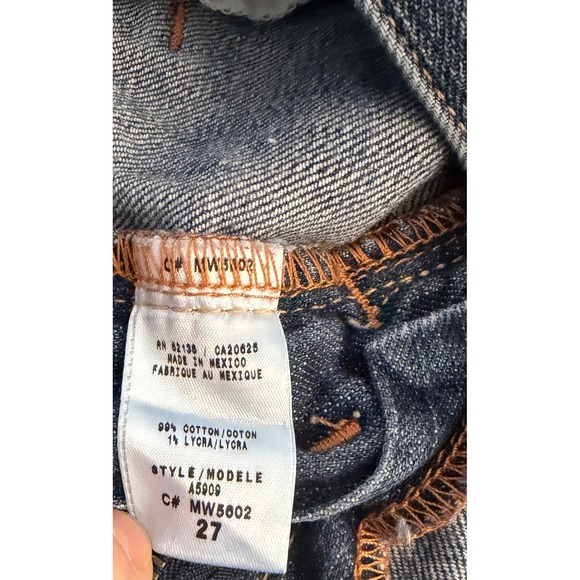 C# MW5602
RN 62136 / CA20625
MADE IN MEXICO
FABRIQUE AU MEXIQUE
99% COTTON/COTON
1% LYCRA/LYCRA
STYLE/MODELE
A5909
C# MW5602
27